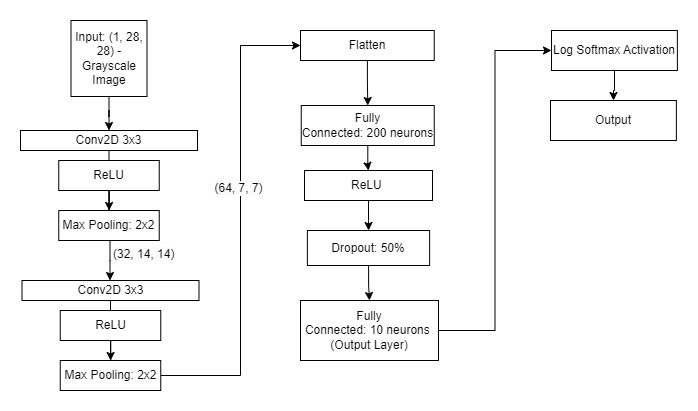 Input: (1, 28,
28) -
Grayscale
Image
Conv2D 3x3
ReLU
Max Pooling: 2x2
(32, 14, 14)
Conv2D 3x3
ReLU
Max Pooling: 2x2
(64, 7, 7)
Flatten
Fully
Connected: 200 neurons
ReLU
Dropout: 50%
Fully
Connected: 10 neurons
(Output Layer)
Log Softmax Activation
Output